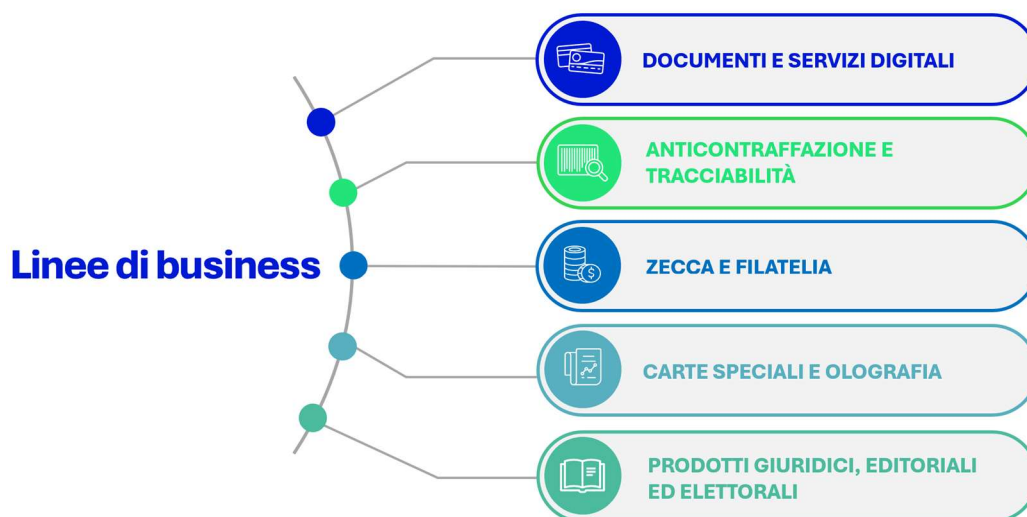 DOCUMENTI E SERVIZI DIGITALI
ANTICONTRAFFAZIONE E
TRACCIABILITÀ
Linee di business
ZECCA E FILATELIA
CARTE SPECIALI E OLOGRAFIA
PRODOTTI GIURIDICI, EDITORIALI
ED ELETTORALI